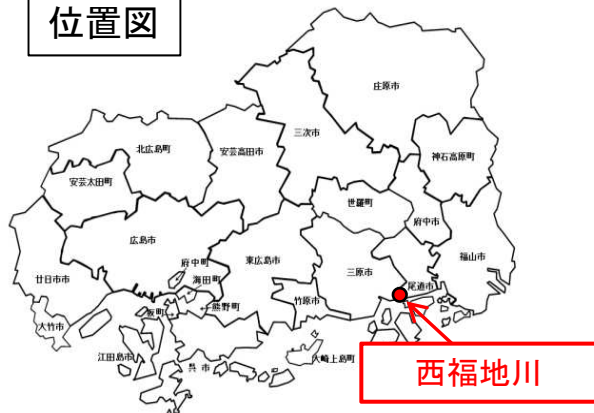 位置図
庄原市
三次市
北広島町
安芸高田市
神石高原町
安芸太田町
世羅町
府中市
広島市
東広島市
三原市
福山市
府中町
海田町
廿日市市
尾道市
竹原市
熊野町
坂町
大竹市
江田島市
呉市
大崎上島町
西福地川